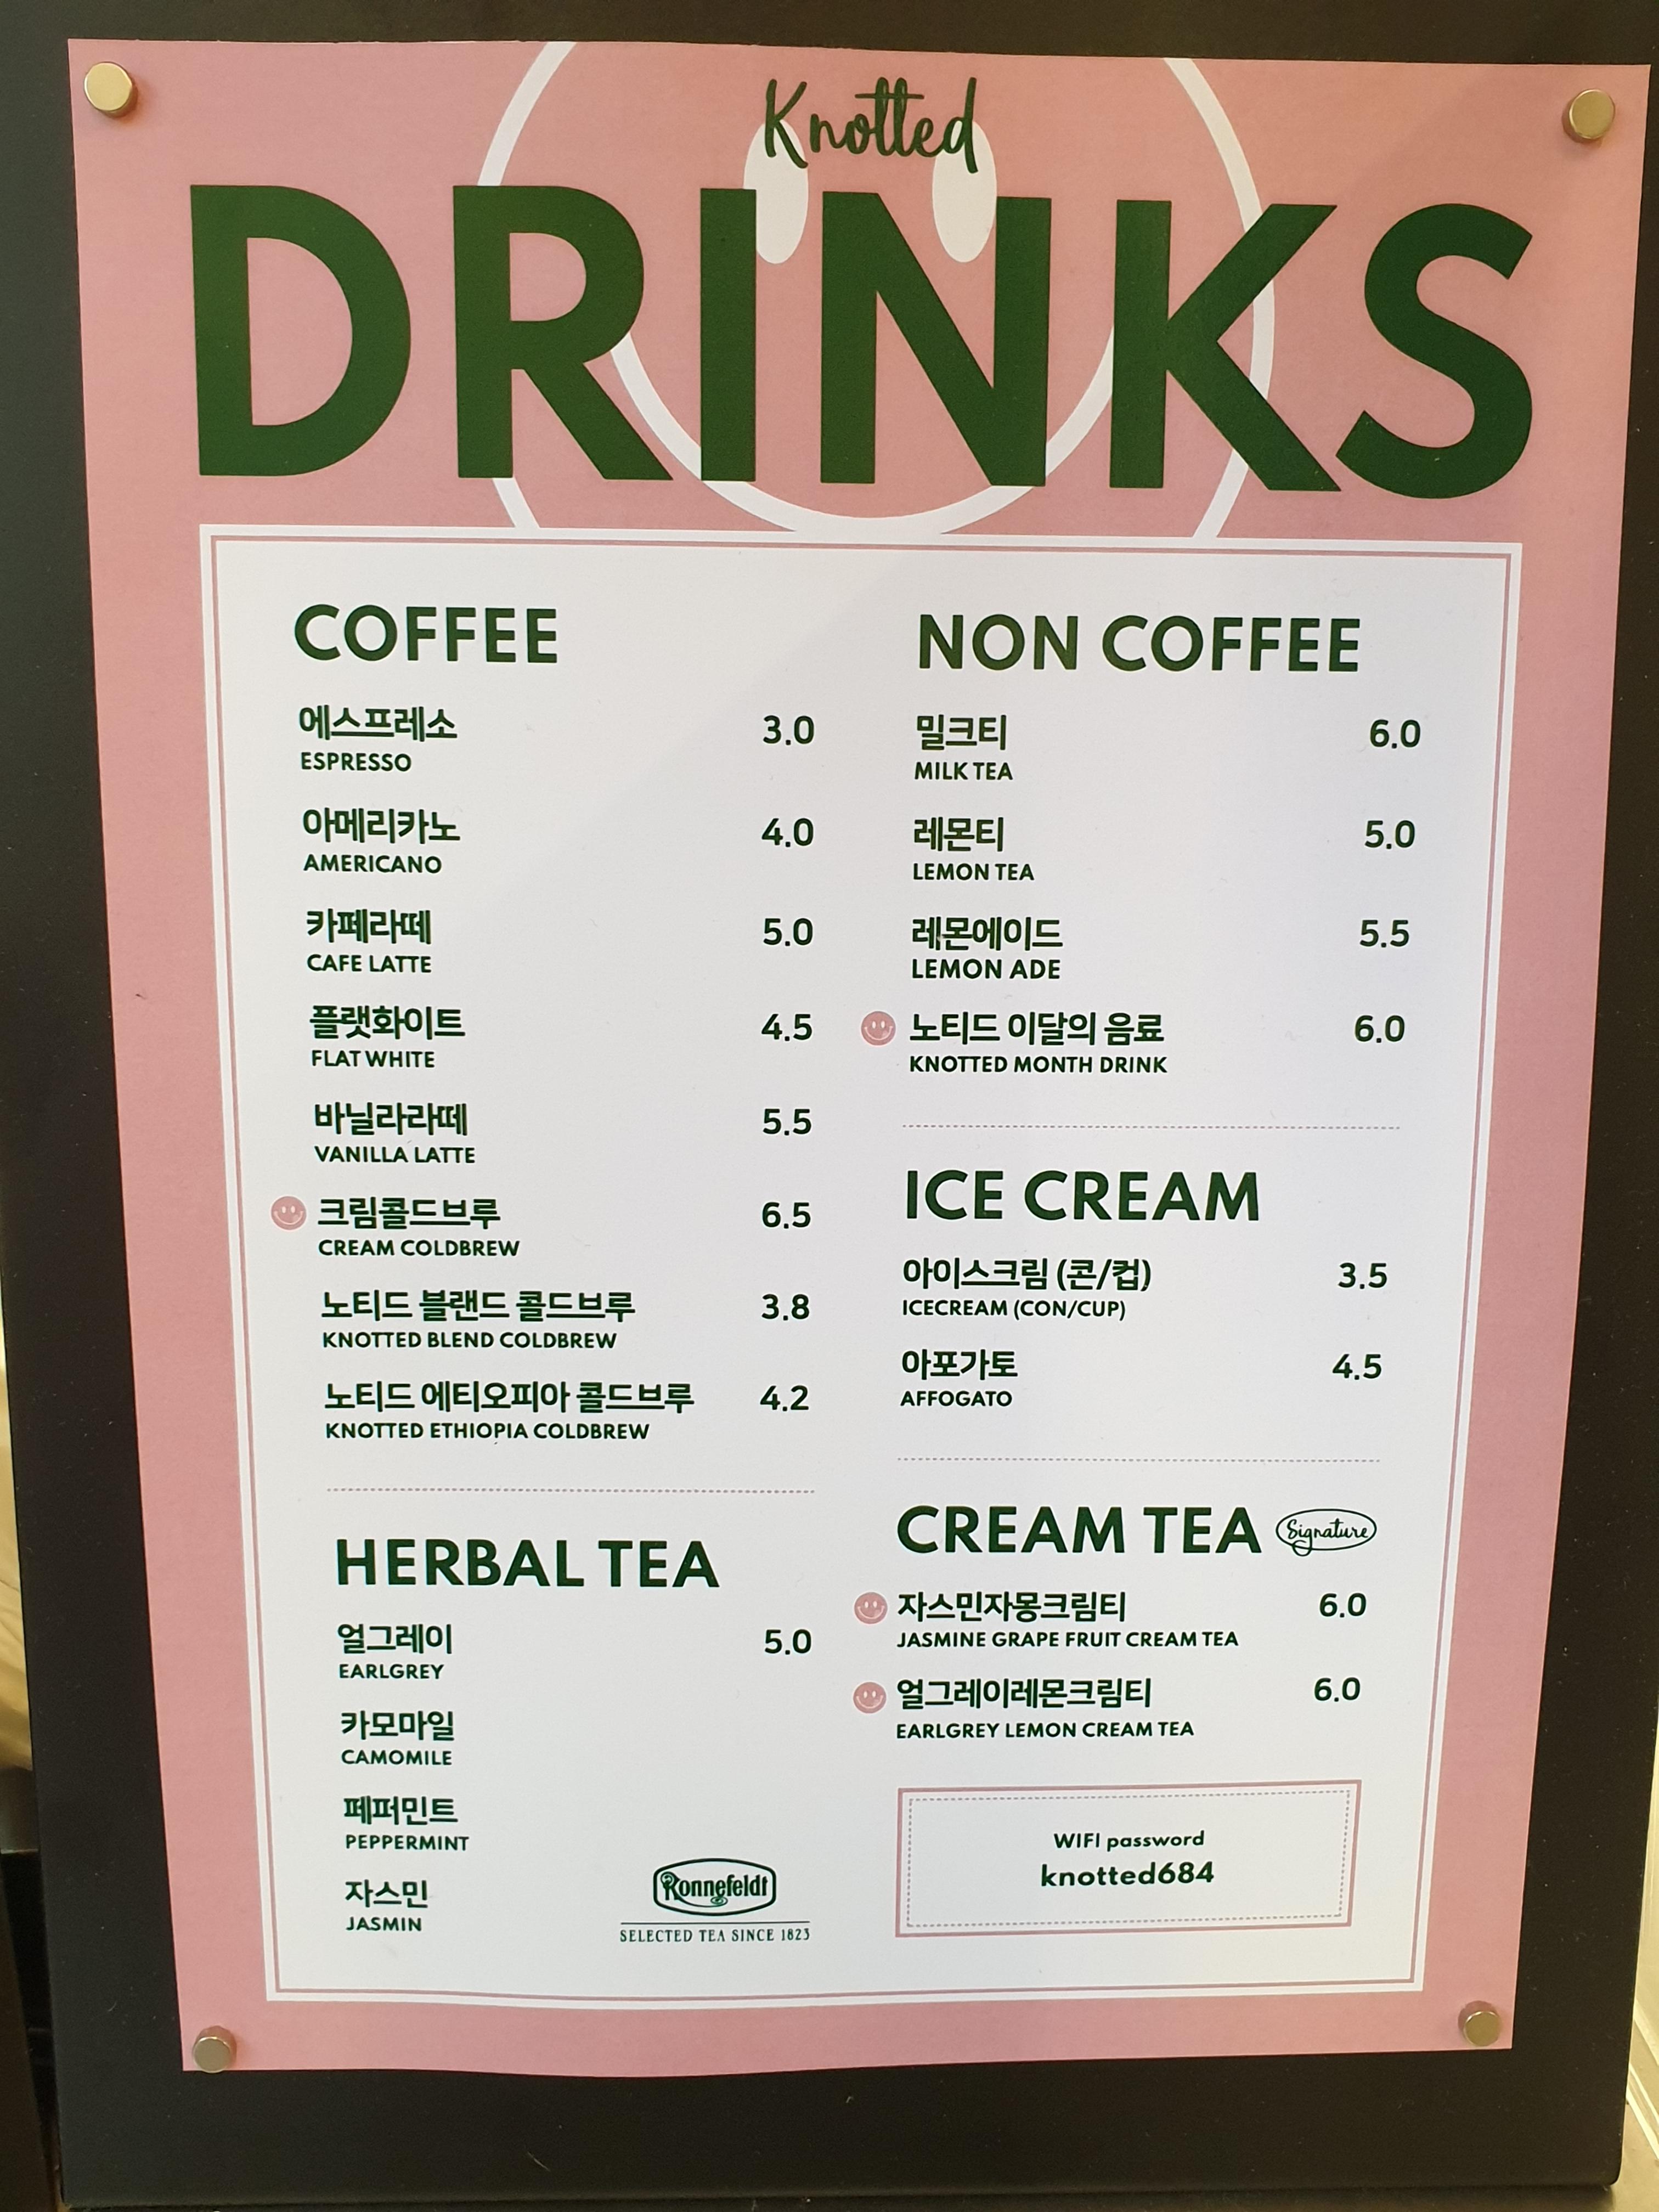 Knotted
DRINKS
COFFEE
에스프레소 3.0
ESPRESSO
아메리카노 4.0
AMERICANO
카페라떼 5.0
CAFE LATTE
플랫화이트 4.5
FLAT WHITE
바닐라라떼 5.5
VANILLA LATTE
크림콜드브루 6.5
CREAM COLDBREW
노티드 블랜드 콜드브루 3.8
KNOTTED BLEND COLDBREW
노티드 에티오피아 콜드브루 4.2
KNOTTED ETHIOPIA COLDBREW
HERBAL TEA
얼그레이 5.0
EARLGREY
카모마일
CAMOMILE
페퍼민트
PEPPERMINT
자스민
JASMIN
Ronnefeldt
SELECTED TEA SINCE 1823
NON COFFEE
밀크티 6.0
MILK TEA
레몬티 5.0
LEMON TEA
레몬에이드 5.5
LEMON ADE
노티드 이달의 음료 6.0
KNOTTED MONTH DRINK
ICE CREAM
아이스크림 (콘/컵) 3.5
ICECREAM (CON/CUP)
아포가토 4.5
AFFOGATO
CREAM TEA Signature
자스민자몽크림티 6.0
JASMINE GRAPE FRUIT CREAM TEA
얼그레이레몬크림티 6.0
EARLGREY LEMON CREAM TEA
WIFI password
knotted684